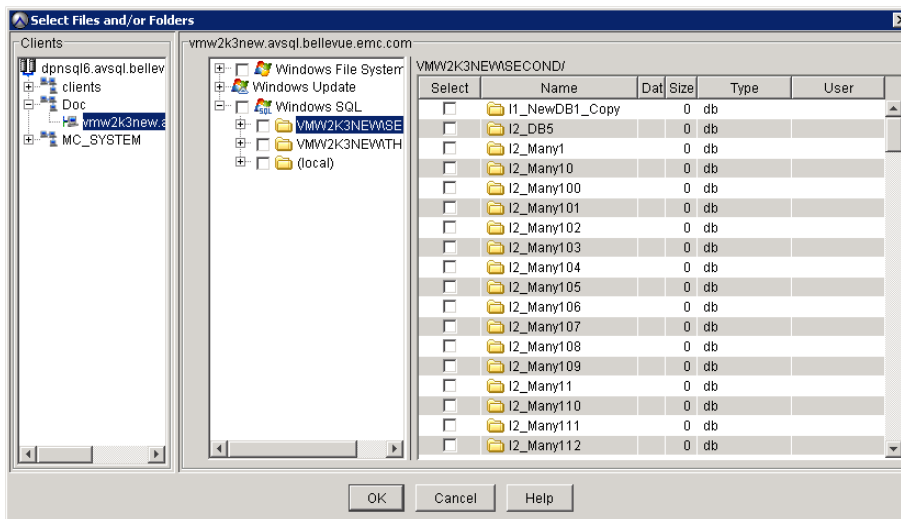 Select Files and/or Folders
Clients
dpnsql6.avsql.bellev
clients
Doc
vmw2k3new.a
MC_SYSTEM
vmw2k3new.avsql.bellevue.emc.com
Windows File System
Windows Update
Windows SQL
VMW2K3NEW\SE
VMW2K3NEW\TH
(local)
VMW2K3NEW\SECOND/
Select Name Dat Size Type User
I1_NewDB1_Copy 0 db
I2_DB5 0 db
I2_Many1 0 db
I2_Many10 0 db
I2_Many100 0 db
I2_Many101 0 db
I2_Many102 0 db
I2_Many103 0 db
I2_Many104 0 db
I2_Many105 0 db
I2_Many106 0 db
I2_Many107 0 db
I2_Many108 0 db
I2_Many109 0 db
I2_Many11 0 db
I2_Many110 0 db
I2_Many111 0 db
I2_Many112 0 db
OK Cancel Help